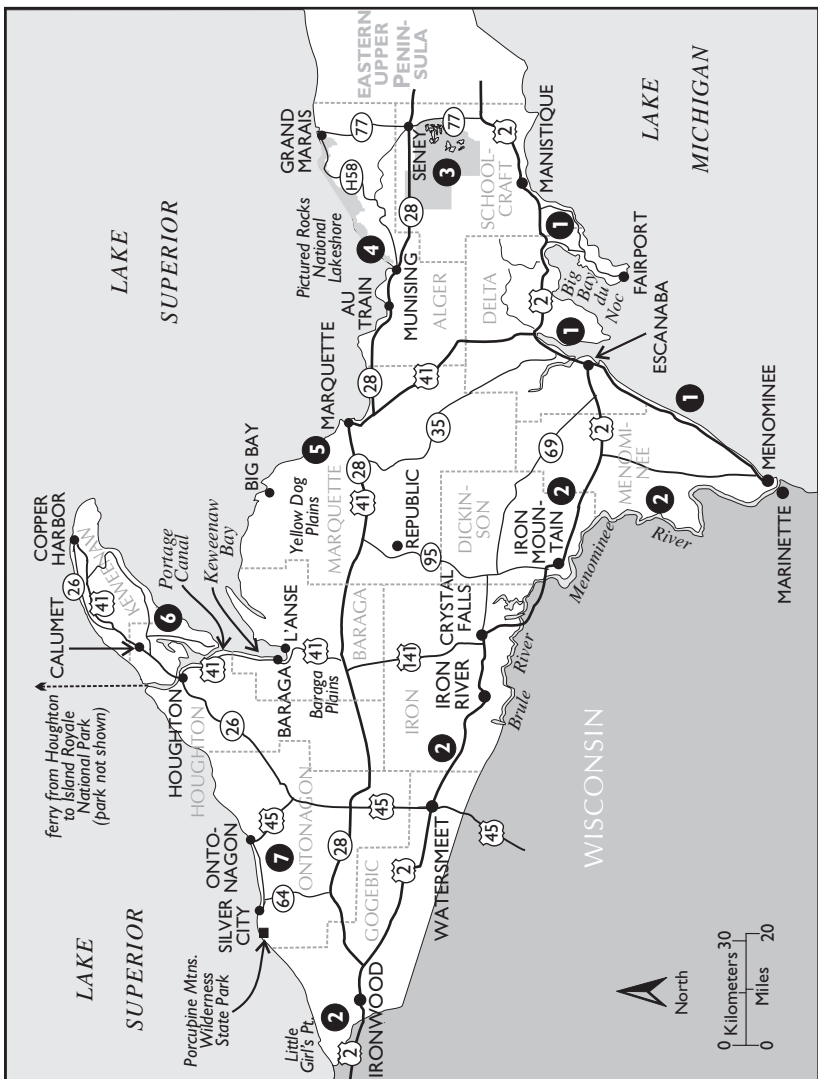 LAKE
SUPERIOR
LAKE
SUPERIOR
LAKE
MICHIGAN
WISCONSIN
EASTERN
UPPER
PENIN-
SULA
ferry from Houghton
to Island Royale
National Park
(park not shown)
CALUMET
COPPER
HARBOR
26
41
KEWEENAW
6
Portage
Canal
Keweenaw
Bay
HOUGHTON
41
HOUGHTON
26
BARAGA
L'ANSE
41
Baraga
Plains
BARAGA
BIG BAY
Yellow Dog
Plains
5
MARQUETTE
MARQUETTE
28
41
28
41
35
REPUBLIC
95
Pictured Rocks
National
Lakeshore
4
AU
TRAIN
MUNISING
ALGER
GRAND
MARAIS
H58
77
28
SENEY
77
3
SCHOOL-
CRAFT
2
MANISTIQUE
1
DELTA
2
Big
Bay
du
Noc
FAIRPORT
1
ESCANABA
1
69
2
MENOMI-
NEE
2
MENOMINEE
MARINETTE
DICKIN-
SON
IRON
MOUN-
TAIN
2
Menominee
River
CRYSTAL
FALLS
141
IRON
IRON
RIVER
Brule
River
2
SILVER
CITY
ONTO-
NAGON
7
64
45
ONTONAGON
45
28
GOGEBIC
2
WATERSMEET
45
Porcupine Mtns.
Wilderness
State Park
Little
Girl's Pt.
2
2
IRONWOOD
North
0 Kilometers 30
0 Miles 20